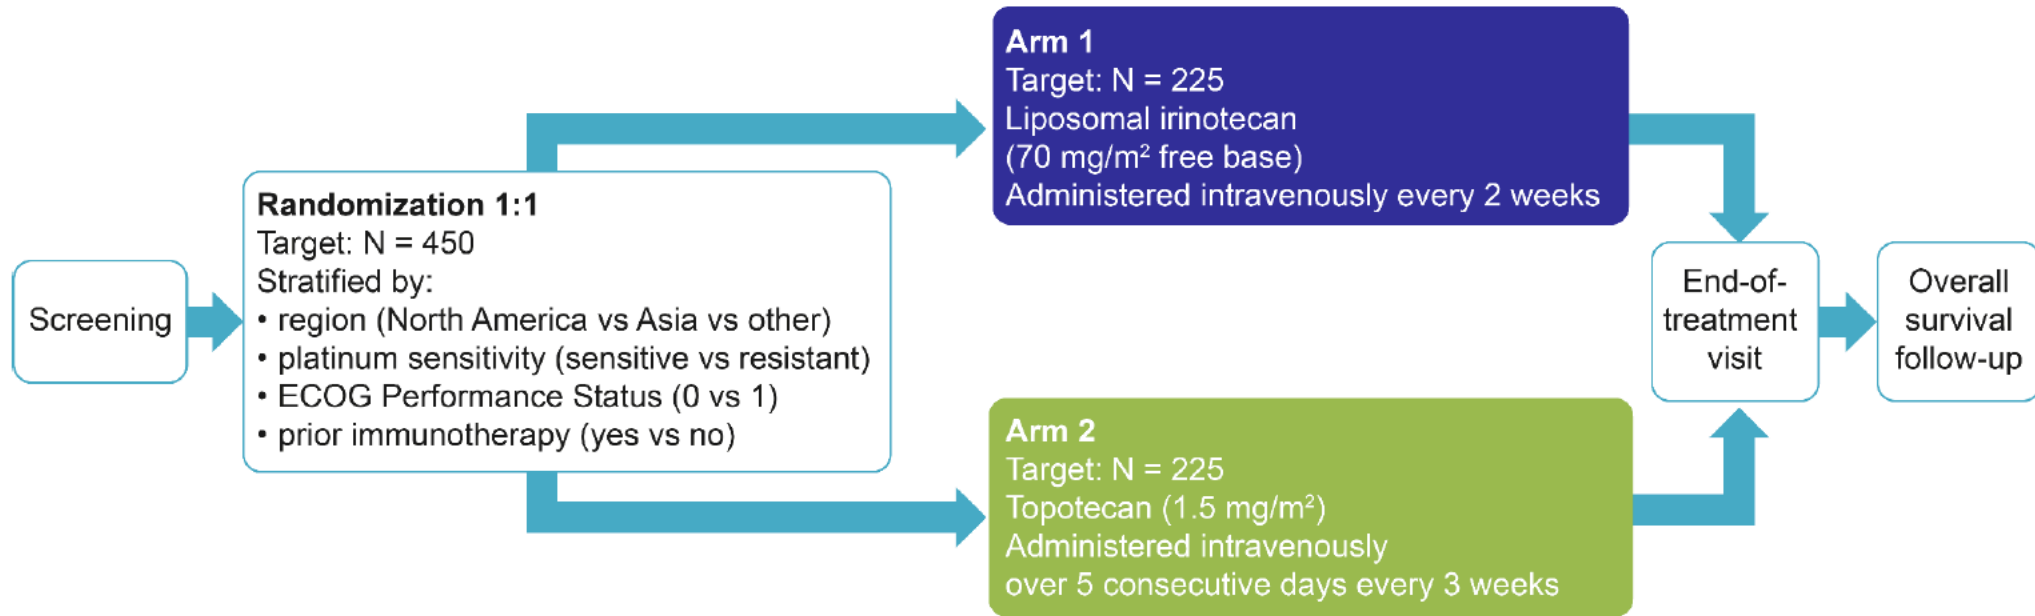 Screening
Randomization 1:1
Target: N = 450
Stratified by:
• region (North America vs Asia vs other)
• platinum sensitivity (sensitive vs resistant)
• ECOG Performance Status (0 vs 1)
• prior immunotherapy (yes vs no)
Arm 1
Target: N = 225
Liposomal irinotecan
(70 mg/m² free base)
Administered intravenously every 2 weeks
Arm 2
Target: N = 225
Topotecan (1.5 mg/m²)
Administered intravenously
over 5 consecutive days every 3 weeks
End-of-
treatment
visit
Overall
survival
follow-up